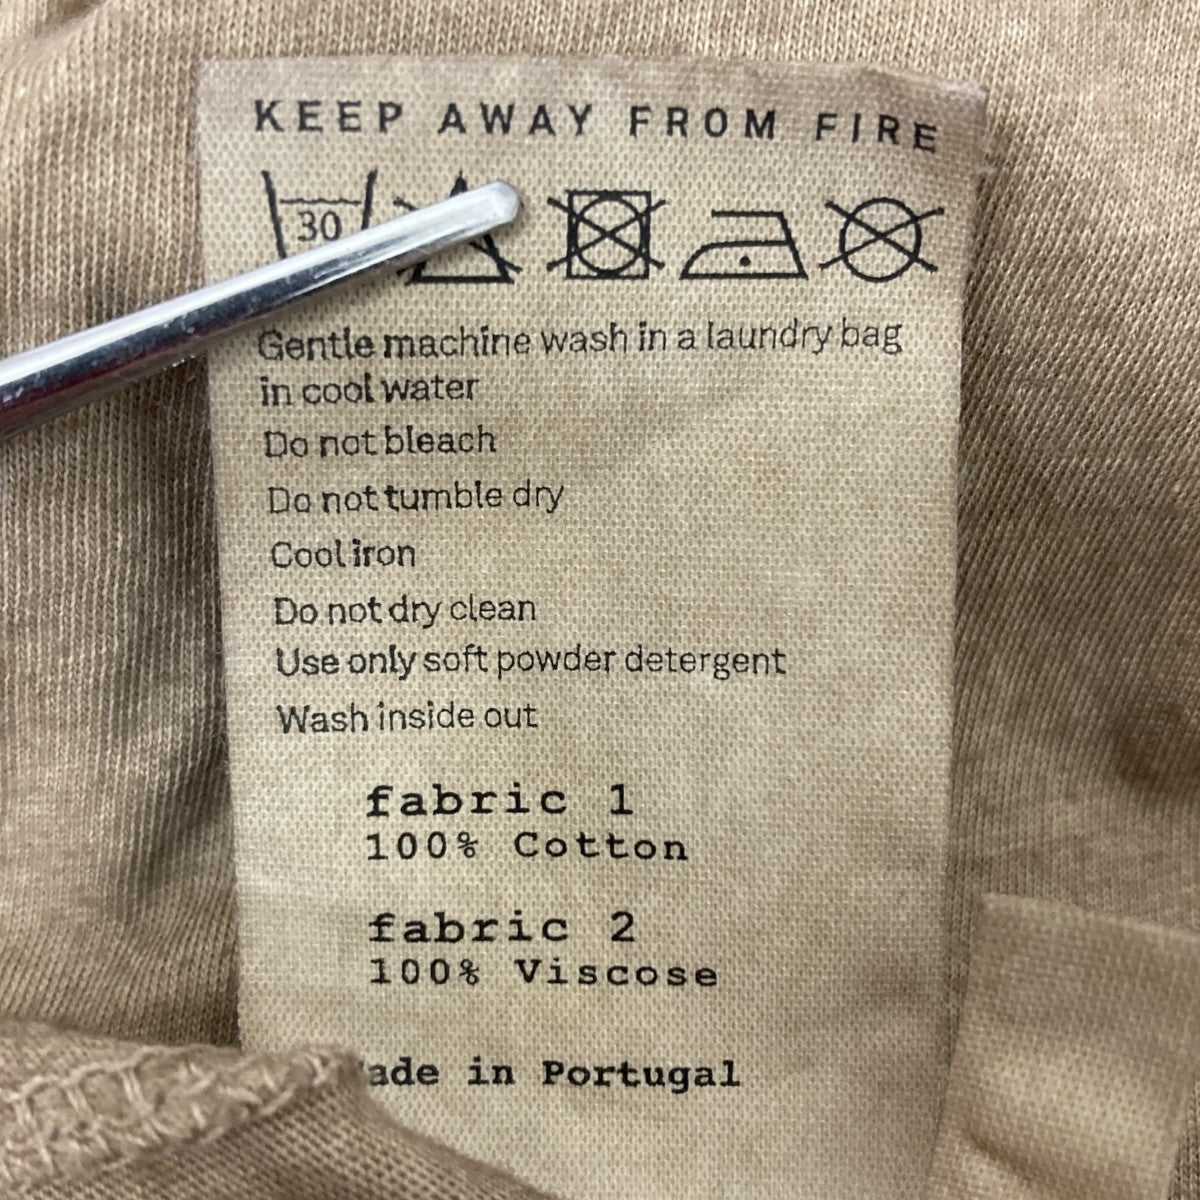 KEEP AWAY FROM FIRE
30
Gentle machine wash in a laundry bag
in cool water
Do not bleach
Do not tumble dry
Cool iron
Do not dry clean
Use only soft powder detergent
Wash inside out
fabric 1
100% Cotton
fabric 2
100% Viscose
ade in Portugal